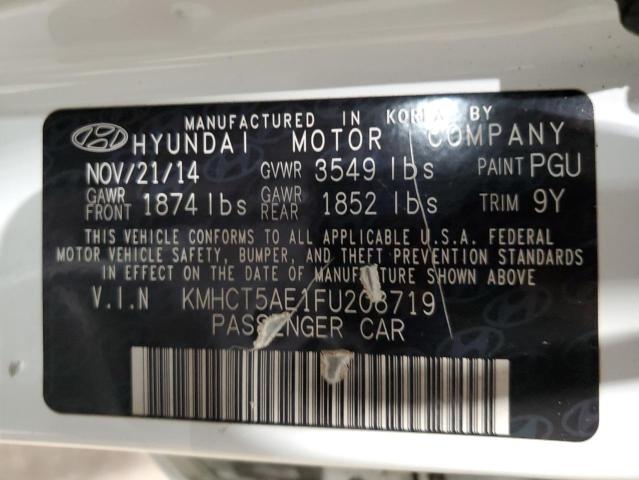 MANUFACTURED IN KOREA BY
HYUNDAI MOTOR COMPANY
NOV/21/14 GVWR 3549 lbs PAINT PGU
GAWR FRONT 1874 lbs GAWR REAR 1852 lbs TRIM 9Y
THIS VEHICLE CONFORMS TO ALL APPLICABLE U.S.A. FEDERAL
MOTOR VEHICLE SAFETY, BUMPER, AND THEFT PREVENTION STANDARDS
IN EFFECT ON THE DATE OF MANUFACTURE SHOWN ABOVE.
V.I.N KMHCT5AE1FU208719
PASSENGER CAR